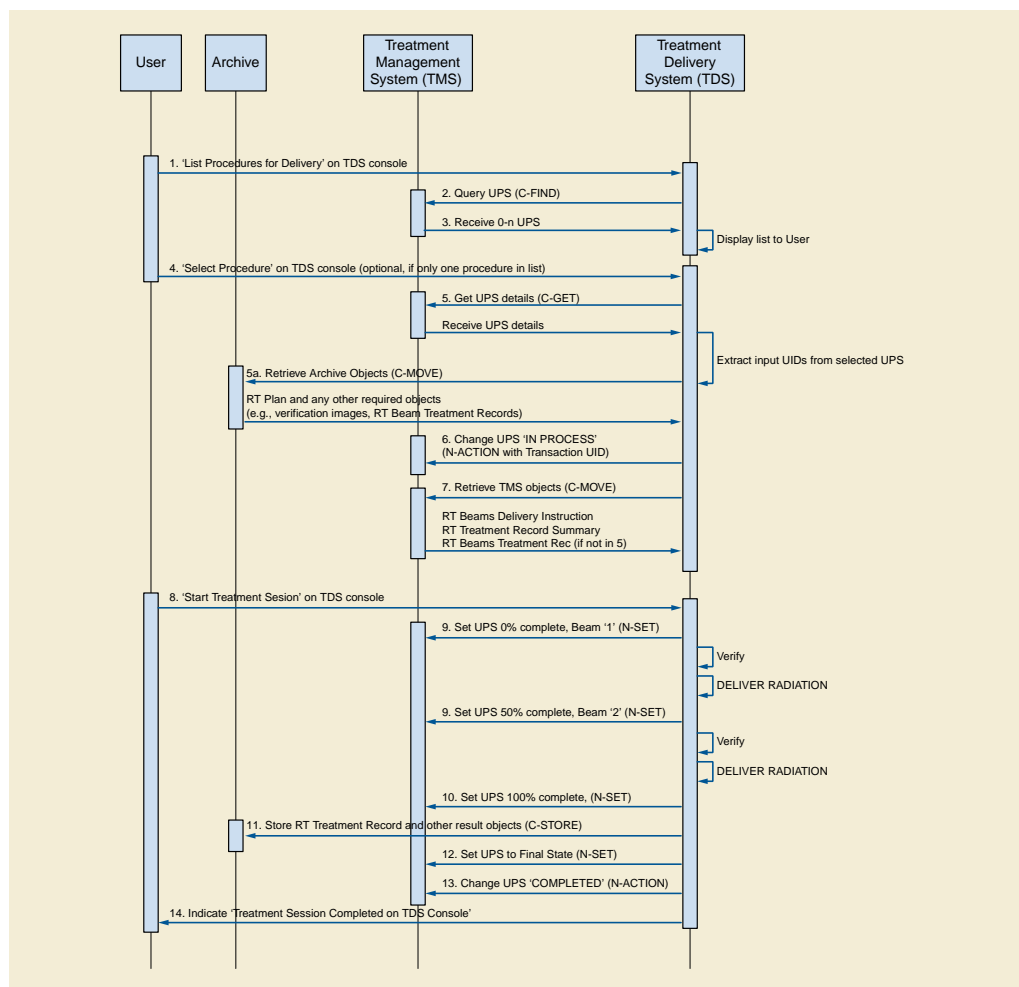 User
Archive
Treatment
Management
System (TMS)
Treatment
Delivery
System (TDS)
1. ‘List Procedures for Delivery’ on TDS console
2. Query UPS (C-FIND)
3. Receive 0-n UPS
Display list to User
4. ‘Select Procedure’ on TDS console (optional, if only one procedure in list)
5. Get UPS details (C-GET)
Receive UPS details
Extract input UIDs from selected UPS
5a. Retrieve Archive Objects (C-MOVE)
RT Plan and any other required objects
(e.g., verification images, RT Beam Treatment Records)
6. Change UPS ‘IN PROCESS’
(N-ACTION with Transaction UID)
7. Retrieve TMS objects (C-MOVE)
RT Beams Delivery Instruction
RT Treatment Record Summary
RT Beams Treatment Rec (if not in 5)
8. ‘Start Treatment Sesion’ on TDS console
9. Set UPS 0% complete, Beam ‘1’ (N-SET)
Verify
DELIVER RADIATION
9. Set UPS 50% complete, Beam ‘2’ (N-SET)
Verify
DELIVER RADIATION
10. Set UPS 100% complete, (N-SET)
11. Store RT Treatment Record and other result objects (C-STORE)
12. Set UPS to Final State (N-SET)
13. Change UPS ‘COMPLETED’ (N-ACTION)
14. Indicate ‘Treatment Session Completed on TDS Console’